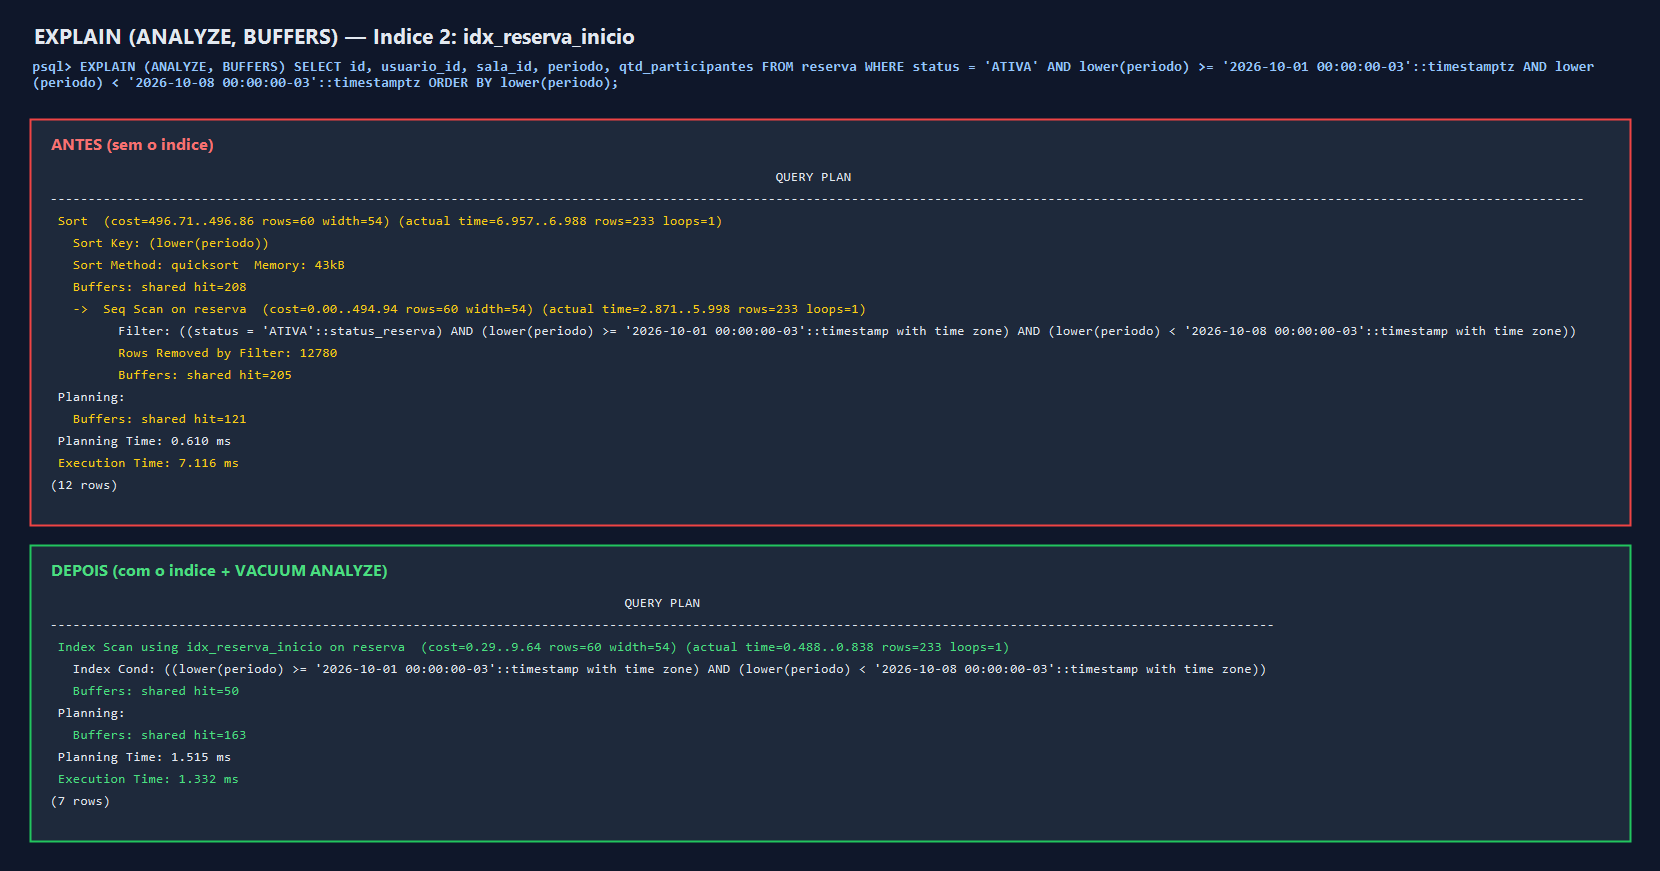 EXPLAIN (ANALYZE, BUFFERS) — Indice 2: idx_reserva_inicio
psql> EXPLAIN (ANALYZE, BUFFERS) SELECT id, usuario_id, sala_id, periodo, qtd_participantes FROM reserva WHERE status = 'ATIVA' AND lower(periodo) >= '2026-10-01 00:00:00-03'::timestamptz AND lower
(periodo) < '2026-10-08 00:00:00-03'::timestamptz ORDER BY lower(periodo);
ANTES (sem o indice)
QUERY PLAN
---------------------------------------------------------------------------------------------------------------------------------------------------------------------------------------------------------------
Sort  (cost=496.71..496.86 rows=60 width=54) (actual time=6.957..6.988 rows=233 loops=1)
Sort Key: (lower(periodo))
Sort Method: quicksort  Memory: 43kB
Buffers: shared hit=208
->  Seq Scan on reserva  (cost=0.00..494.94 rows=60 width=54) (actual time=2.871..5.998 rows=233 loops=1)
Filter: ((status = 'ATIVA'::status_reserva) AND (lower(periodo) >= '2026-10-01 00:00:00-03'::timestamp with time zone) AND (lower(periodo) < '2026-10-08 00:00:00-03'::timestamp with time zone))
Rows Removed by Filter: 12780
Buffers: shared hit=205
Planning:
Buffers: shared hit=121
Planning Time: 0.610 ms
Execution Time: 7.116 ms
(12 rows)
DEPOIS (com o indice + VACUUM ANALYZE)
QUERY PLAN
------------------------------------------------------------------------------------------------------------------------------------------------------------------
Index Scan using idx_reserva_inicio on reserva  (cost=0.29..9.64 rows=60 width=54) (actual time=0.488..0.838 rows=233 loops=1)
Index Cond: ((lower(periodo) >= '2026-10-01 00:00:00-03'::timestamp with time zone) AND (lower(periodo) < '2026-10-08 00:00:00-03'::timestamp with time zone))
Buffers: shared hit=50
Planning:
Buffers: shared hit=163
Planning Time: 1.515 ms
Execution Time: 1.332 ms
(7 rows)